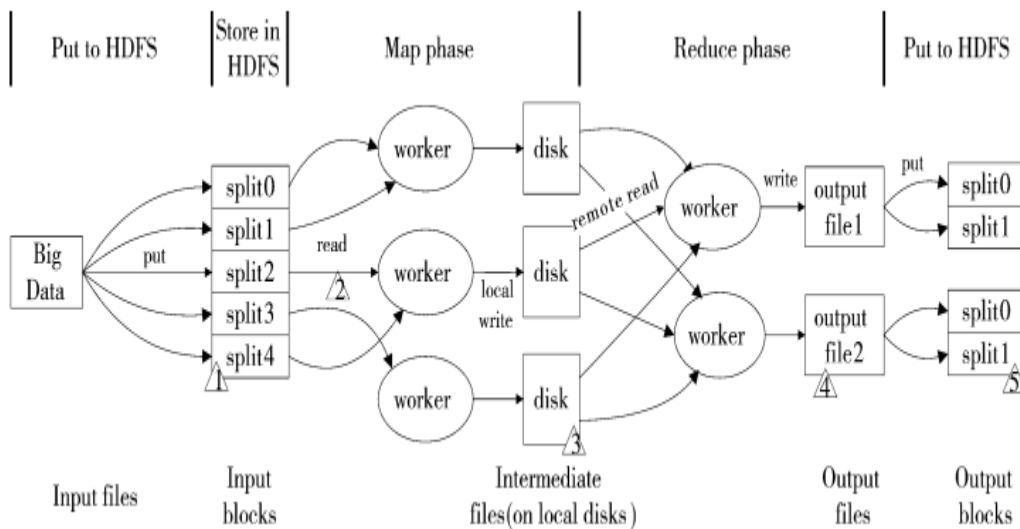 Put to HDFS
Store in
HDFS
Map phase
Reduce phase
Put to HDFS
Big
Data
put
split0
split1
split2
split3
split4
1
read
2
worker
worker
worker
local
write
disk
disk
disk
3
remote read
worker
worker
write
output
file1
output
file2
4
put
split0
split1
split0
split1
5
Input files
Input
blocks
Intermediate
files(on local disks)
Output
files
Output
blocks